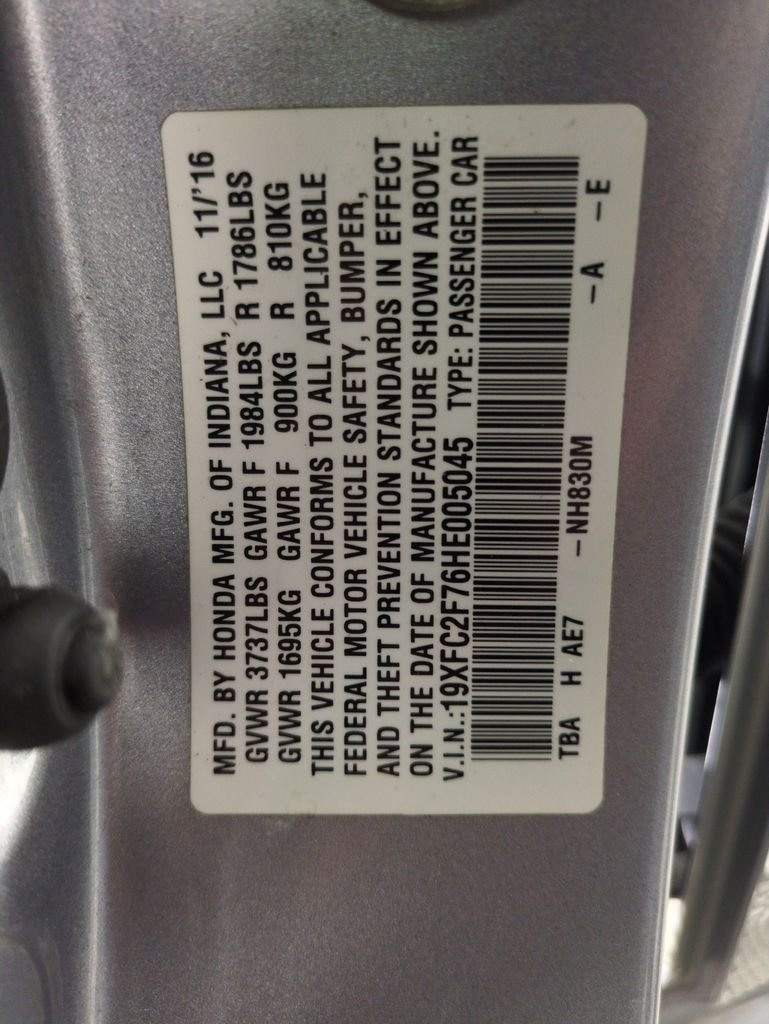 MFD. BY HONDA MFG. OF INDIANA, LLC 11/'16
GVWR 3737LBS GAWR F 1984LBS R 1786LBS
GVWR 1695KG GAWR F 900KG R 810KG
THIS VEHICLE CONFORMS TO ALL APPLICABLE
FEDERAL MOTOR VEHICLE SAFETY, BUMPER,
AND THEFT PREVENTION STANDARDS IN EFFECT
ON THE DATE OF MANUFACTURE SHOWN ABOVE.
V.I.N.:19XFC2F76HE005045 TYPE: PASSENGER CAR
TBA H AE7 -NH830M -A -E